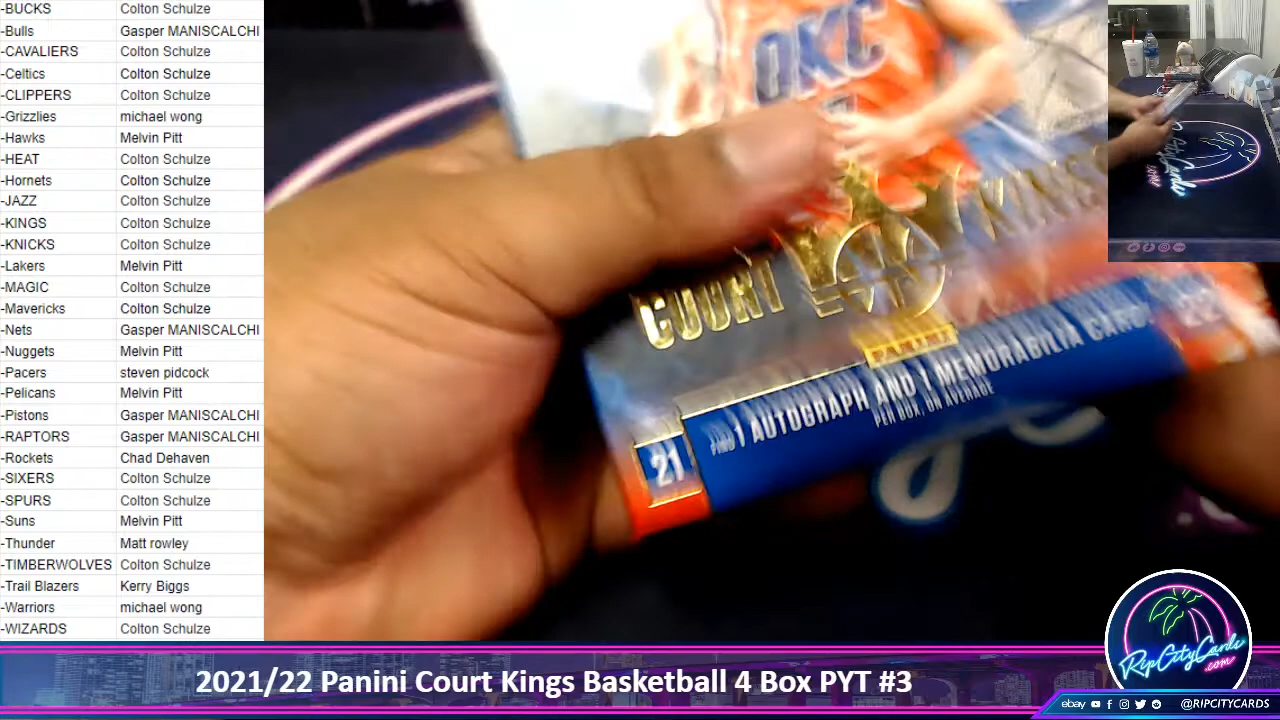 -BUCKS Colton Schulze
-Bulls Gasper MANISCALCHI
-CAVALIERS Colton Schulze
-Celtics Colton Schulze
-CLIPPERS Colton Schulze
-Grizzlies michael wong
-Hawks Melvin Pitt
-HEAT Colton Schulze
-Hornets Colton Schulze
-JAZZ Colton Schulze
-KINGS Colton Schulze
-KNICKS Colton Schulze
-Lakers Melvin Pitt
-MAGIC Colton Schulze
-Mavericks Colton Schulze
-Nets Gasper MANISCALCHI
-Nuggets Melvin Pitt
-Pacers steven pidcock
-Pelicans Melvin Pitt
-Pistons Gasper MANISCALCHI
-RAPTORS Gasper MANISCALCHI
-Rockets Chad Dehaven
-SIXERS Colton Schulze
-SPURS Colton Schulze
-Suns Melvin Pitt
-Thunder Matt rowley
-TIMBERWOLVES Colton Schulze
-Trail Blazers Kerry Biggs
-Warriors michael wong
-WIZARDS Colton Schulze
OKC
COURT
21
FIND 1 AUTOGRAPH AND 1 MEMORABILIA CARD
PER BOX, ON AVERAGE
22
RipCityCards
.com
2021/22 Panini Court Kings Basketball 4 Box PYT #3
ebay @RIPCITYCARDS